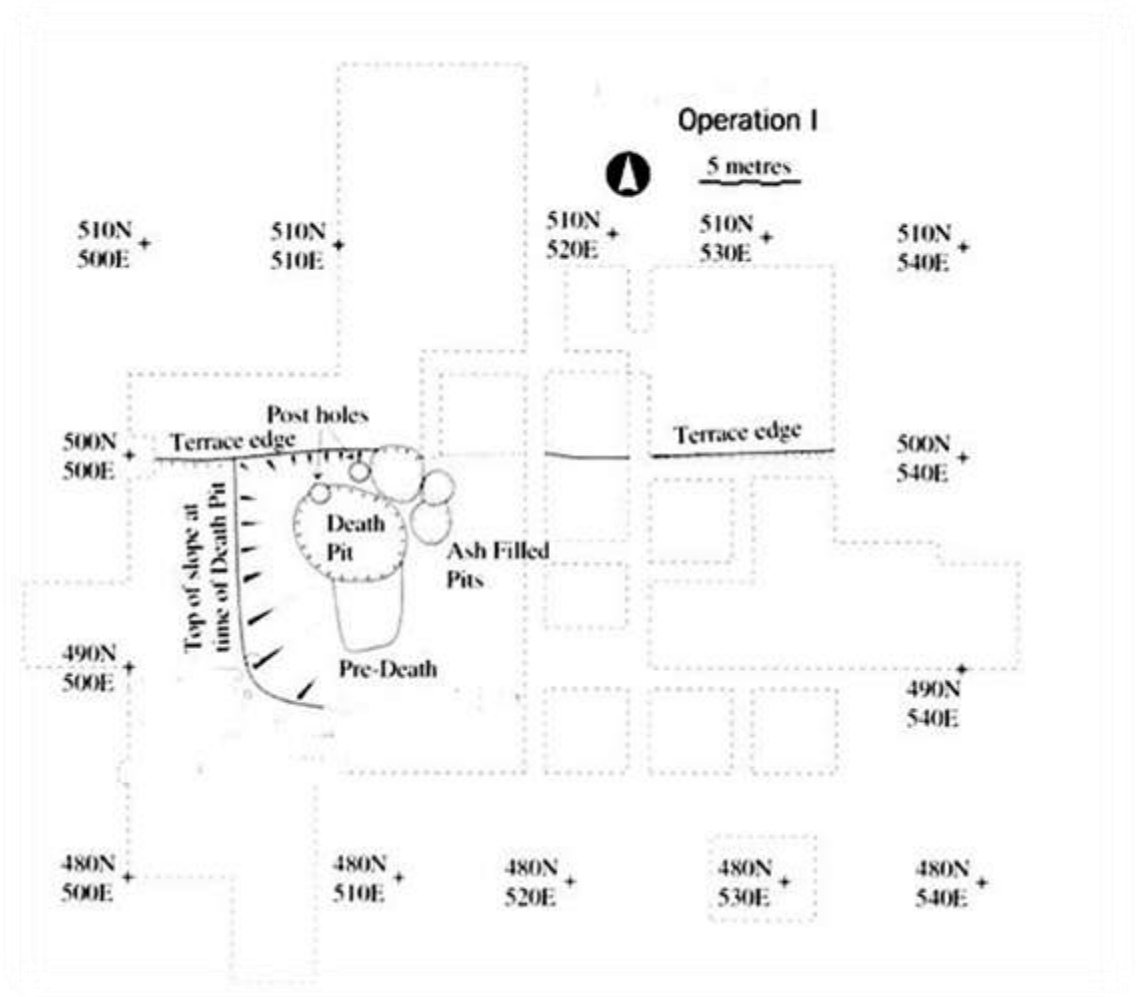 Operation I
5 metres
510N
500E
510N
510E
510N
520E
510N
530E
510N
540E
Post holes
500N
500E
Terrace edge
Terrace edge
500N
540E
Top of slope at
time of Death Pit
Death
Pit
Ash Filled
Pits
490N
500E
Pre-Death
490N
540E
480N
500E
480N
510E
480N
520E
480N
530E
480N
540E